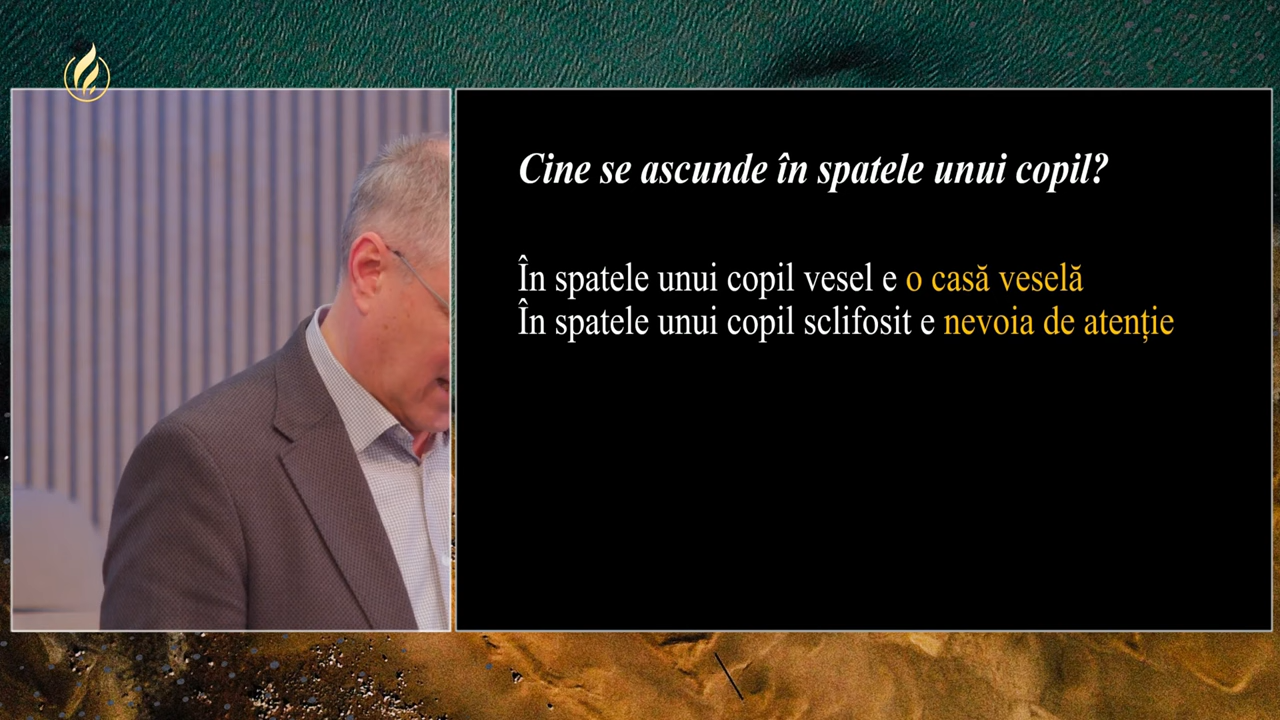 Cine se ascunde în spatele unui copil?
În spatele unui copil vesel e o casă veselă
În spatele unui copil sclifosit e nevoia de atenție